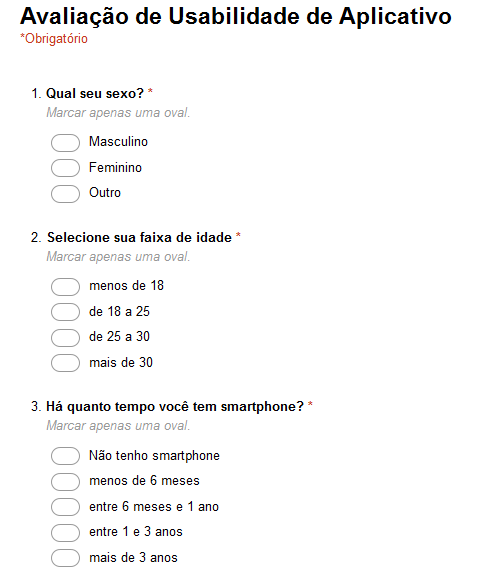 Avaliação de Usabilidade de Aplicativo
*Obrigatório
1. Qual seu sexo? *
Marcar apenas uma oval.
Masculino
Feminino
Outro
2. Selecione sua faixa de idade *
Marcar apenas uma oval.
menos de 18
de 18 a 25
de 25 a 30
mais de 30
3. Há quanto tempo você tem smartphone? *
Marcar apenas uma oval.
Não tenho smartphone
menos de 6 meses
entre 6 meses e 1 ano
entre 1 e 3 anos
mais de 3 anos